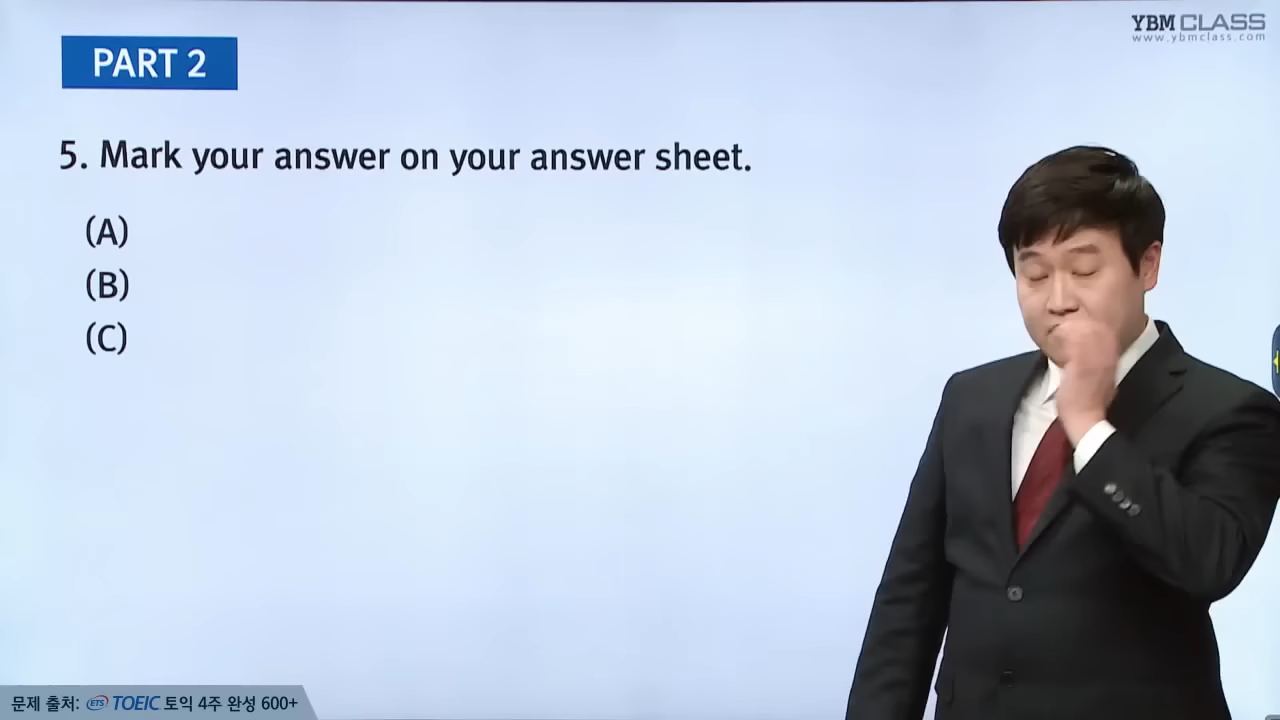 YBM CLASS
www.ybmclass.com
PART 2
5. Mark your answer on your answer sheet.
(A)
(B)
(C)
문제 출처: ETS TOEIC 토익 4주 완성 600+